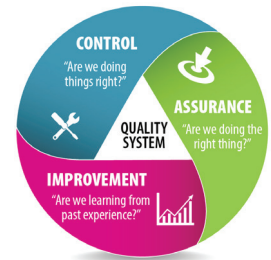 CONTROL
“Are we doing
things right?”
ASSURANCE
“Are we doing the
right thing?”
QUALITY
SYSTEM
IMPROVEMENT
“Are we learning from
past experience?”